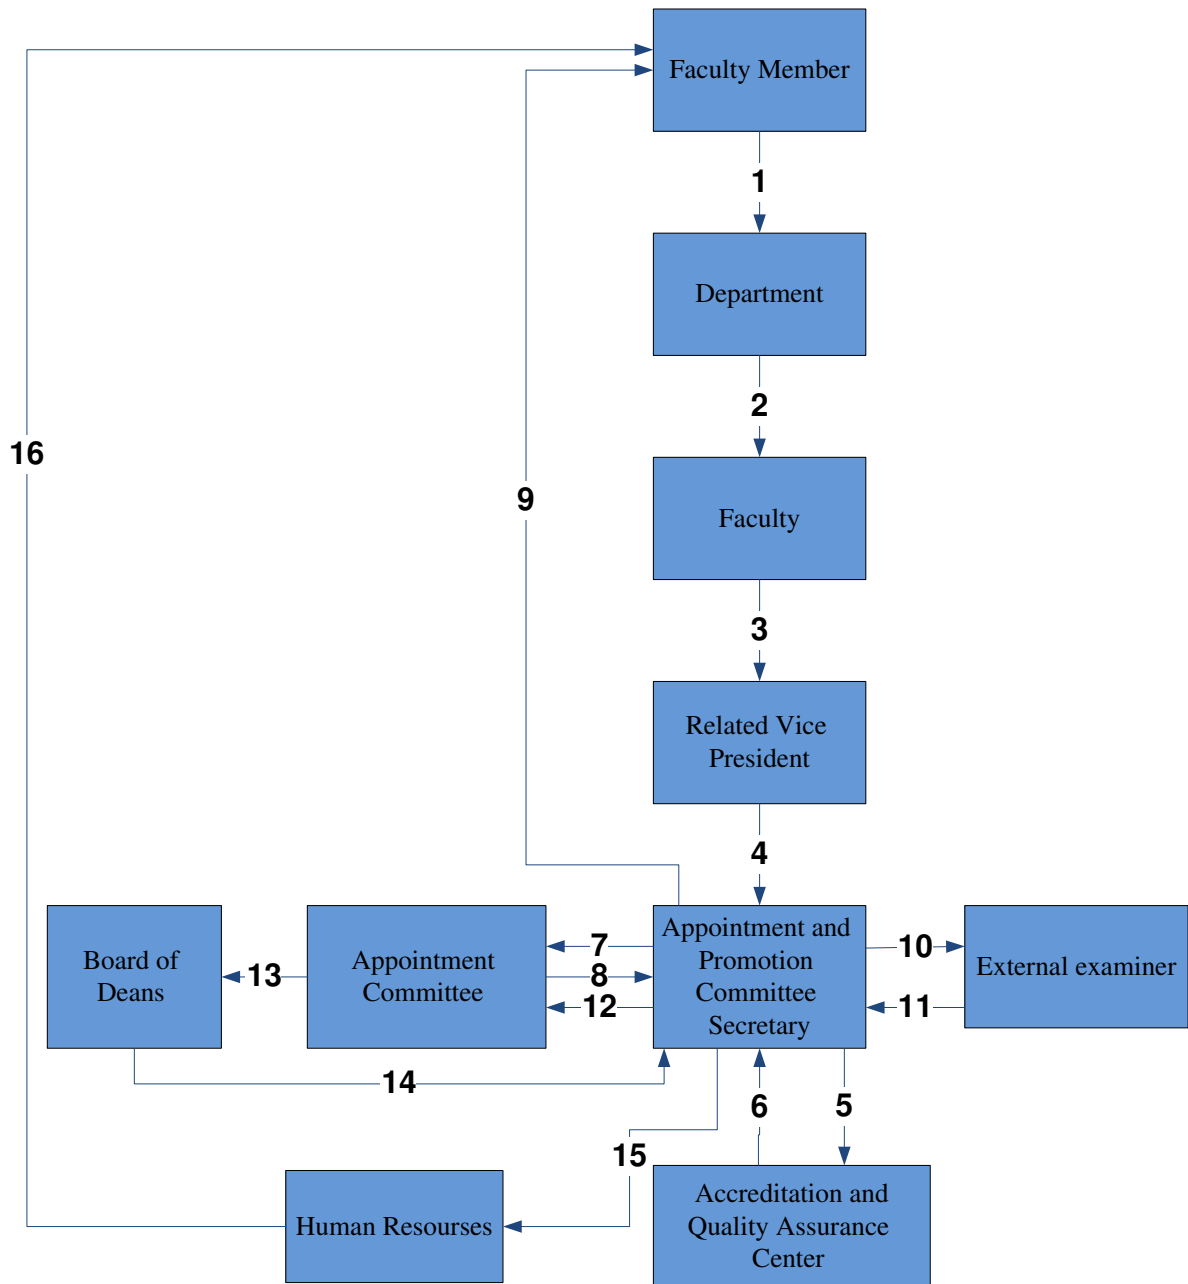 Faculty Member
1
Department
2
Faculty
16
9
3
Related Vice
President
4
Board of
Deans
13
Appointment
Committee
7
8
12
Appointment and
Promotion
Committee
Secretary
10
11
External examiner
14
6
5
15
Human Resourses
Accreditation and
Quality Assurance
Center